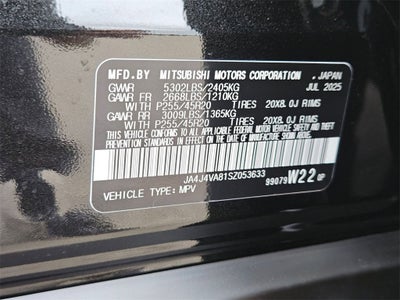 MFD.BY MITSUBISHI MOTORS CORPORATION , JAPAN
GVWR 5302LBS/2405KG JUL 2025
GAWR FR 2668LBS/1210KG
WITH P255/45R20 TIRES 20X8.0J RIMS
GAWR RR 3009LBS/1365KG
WITH P255/45R20 TIRES 20X8.0J RIMS
THIS VEHICLE CONFORMS TO ALL APPLICABLE FEDERAL MOTOR VEHICLE SAFETY AND THEFT
PREVENTION STANDARDS IN EFFECT ON THE DATE OF MANUFACTURE SHOWN ABOVE.
JA4J4VA81SZ053633
VEHICLE TYPE:MPV 99079 W22 0P